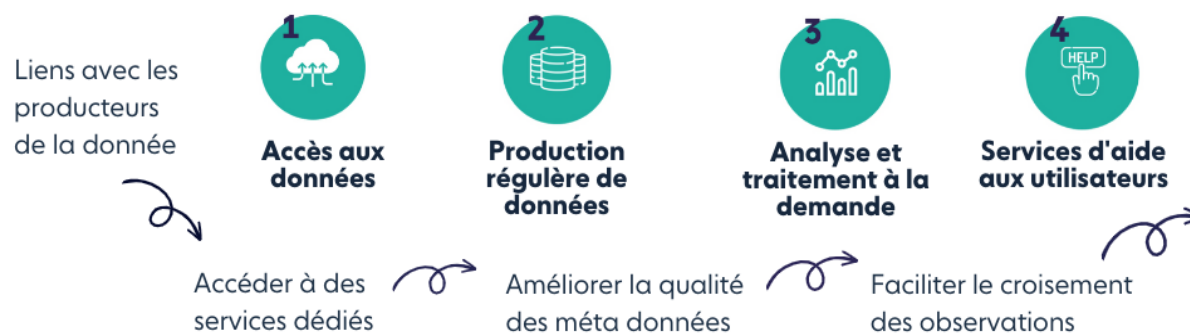 Liens avec les
producteurs
de la donnée
1
Accès aux
données
2
Production
régulère de
données
3
Analyse et
traitement à la
demande
4
HELP
Services d'aide
aux utilisateurs
Accéder à des
services dédiés
Améliorer la qualité
des méta données
Faciliter le croisement
des observations